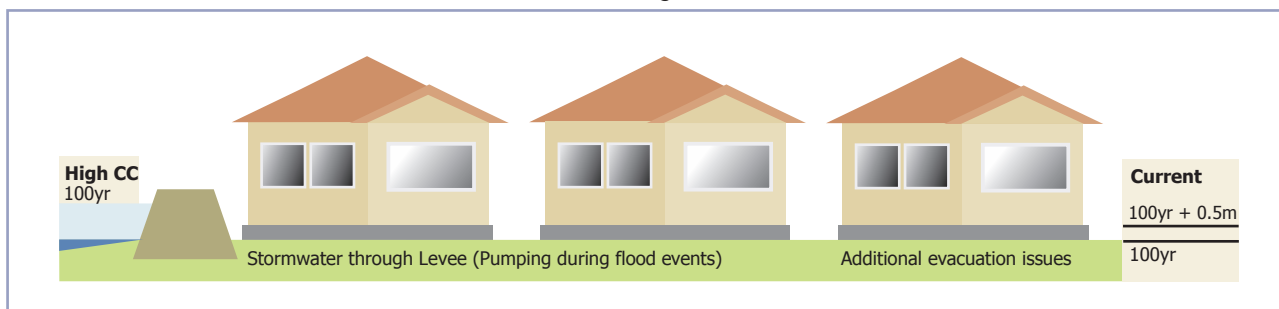 High CC
100yr
Stormwater through Levee (Pumping during flood events)
Additional evacuation issues
Current
100yr + 0.5m
100yr